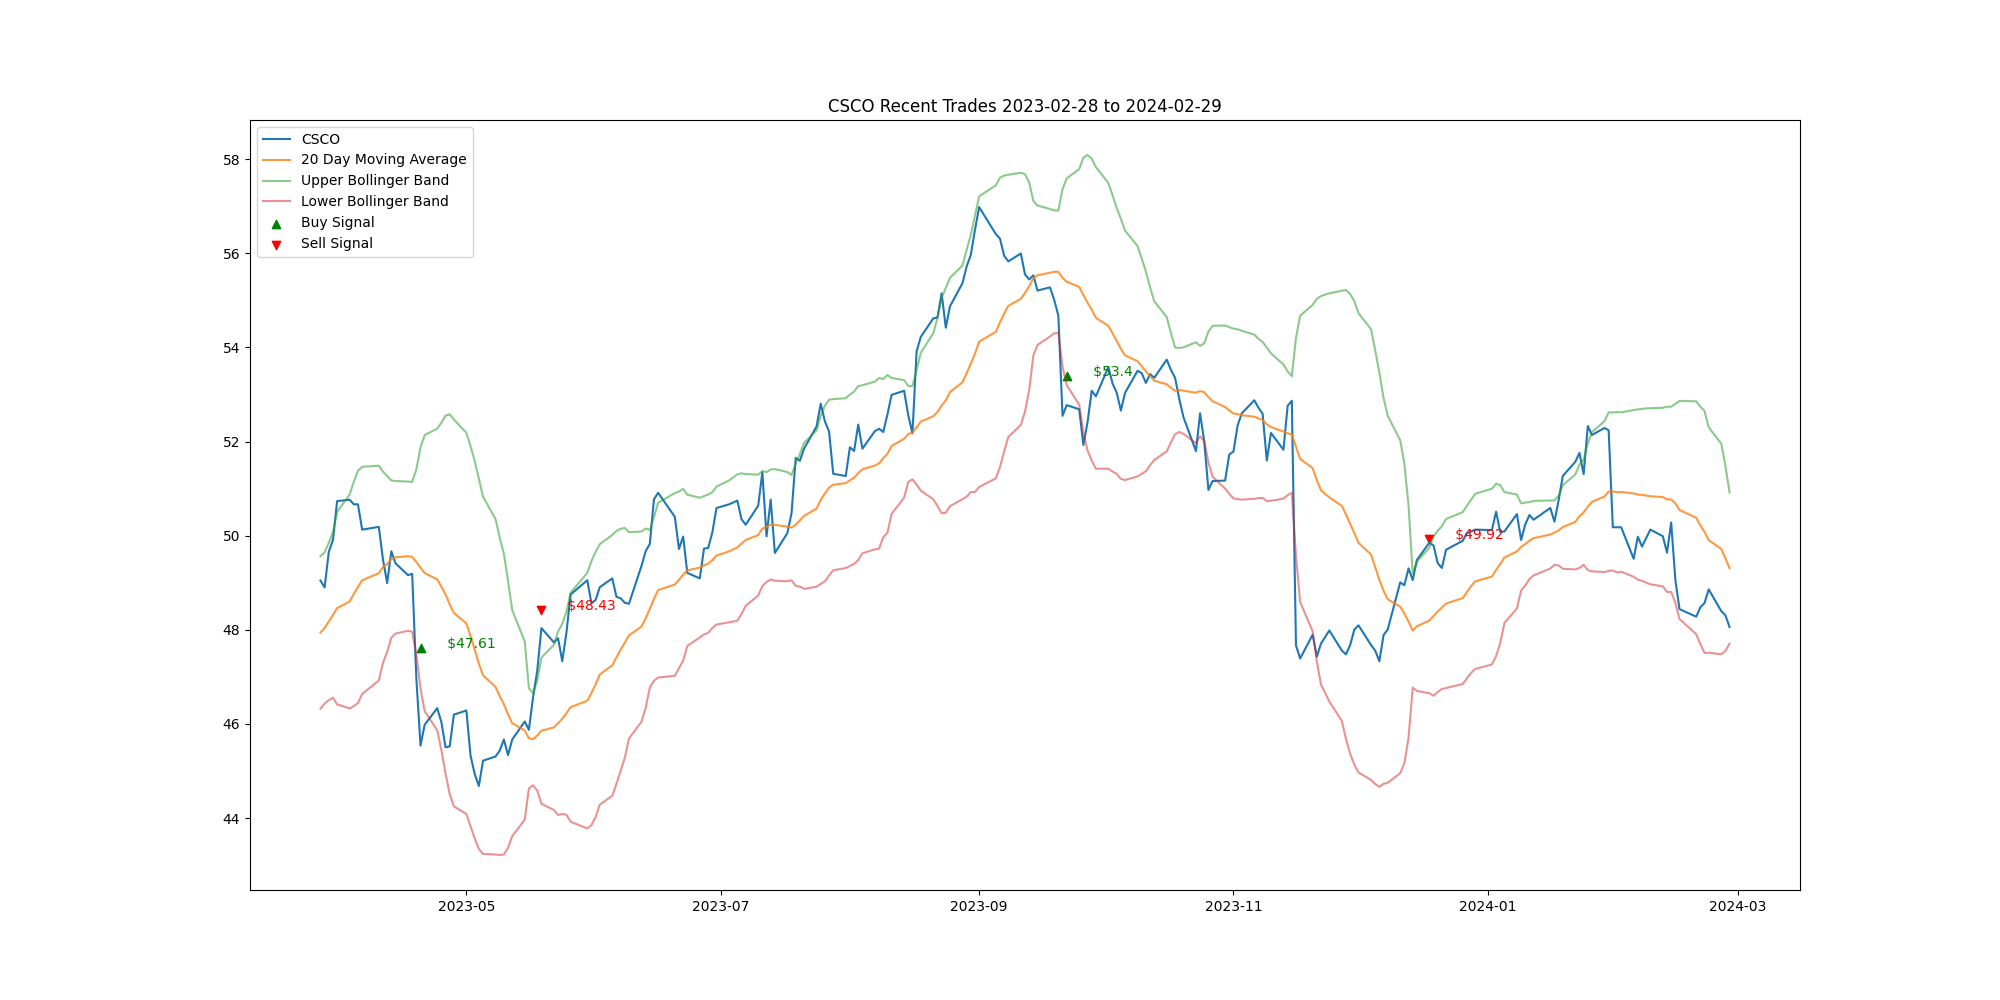 CSCO Recent Trades 2023-02-28 to 2024-02-29
CSCO
20 Day Moving Average
Upper Bollinger Band
Lower Bollinger Band
Buy Signal
Sell Signal
58
56
54
52
50
48
46
44
$53.4
$49.92
$48.43
$47.61
2023-05
2023-07
2023-09
2023-11
2024-01
2024-03